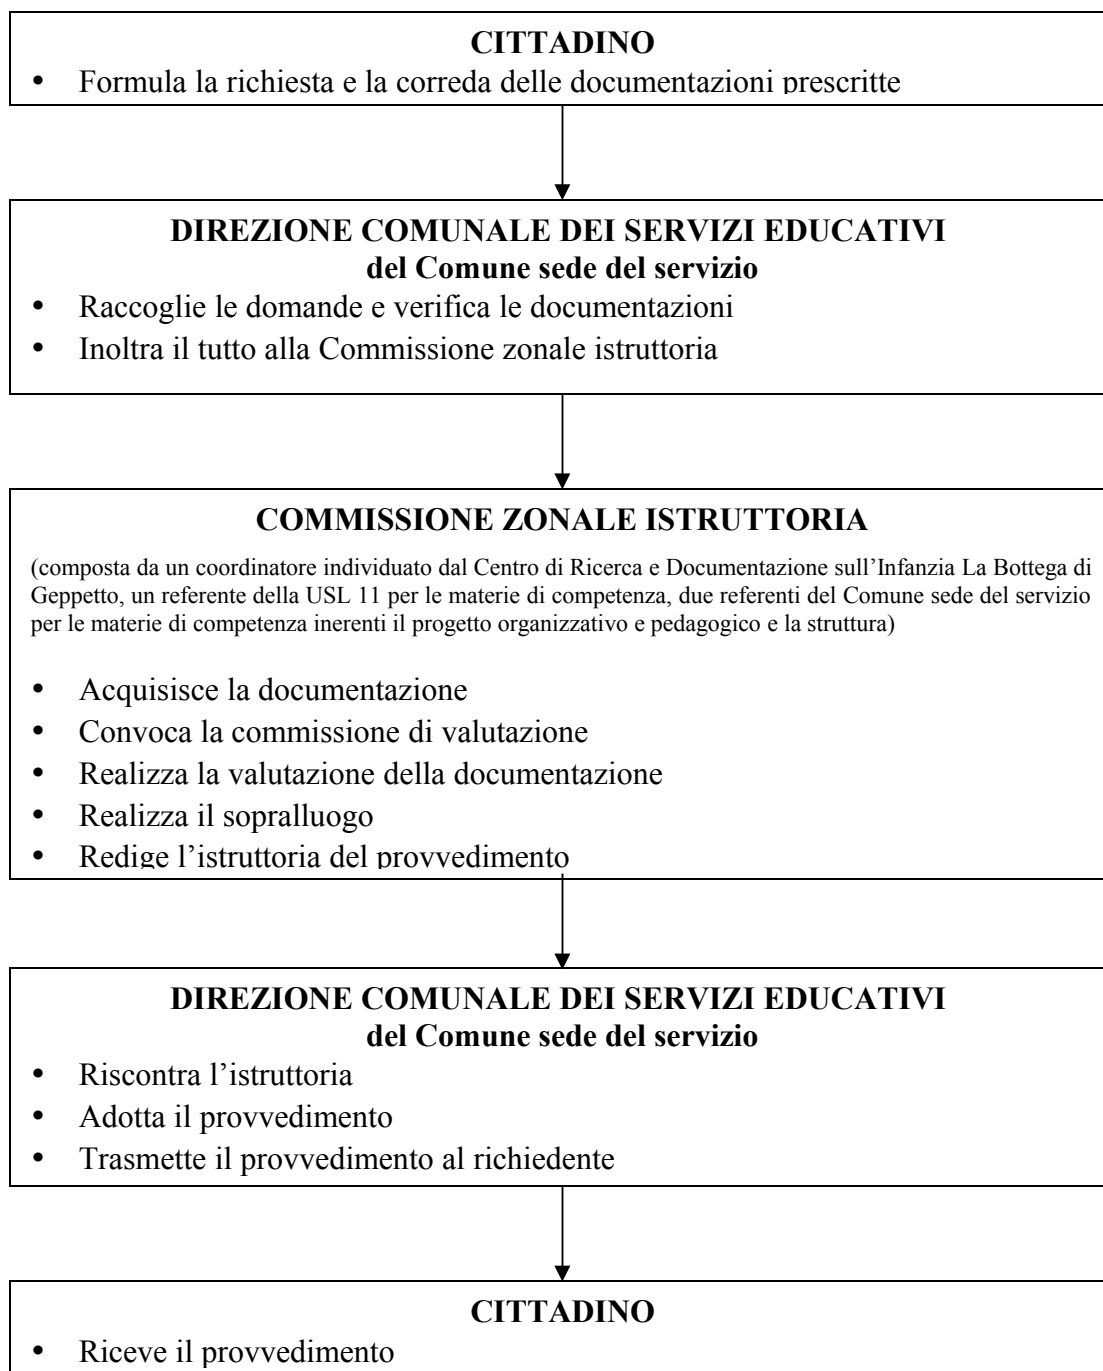 CITTADINO
• Formula la richiesta e la correda delle documentazioni prescritte
DIREZIONE COMUNALE DEI SERVIZI EDUCATIVI
del Comune sede del servizio
• Raccoglie le domande e verifica le documentazioni
• Inoltra il tutto alla Commissione zonale istruttoria
COMMISSIONE ZONALE ISTRUTTORIA
(composta da un coordinatore individuato dal Centro di Ricerca e Documentazione sull’Infanzia La Bottega di
Geppetto, un referente della USL 11 per le materie di competenza, due referenti del Comune sede del servizio
per le materie di competenza inerenti il progetto organizzativo e pedagogico e la struttura)
• Acquisisce la documentazione
• Convoca la commissione di valutazione
• Realizza la valutazione della documentazione
• Realizza il sopralluogo
• Redige l’istruttoria del provvedimento
DIREZIONE COMUNALE DEI SERVIZI EDUCATIVI
del Comune sede del servizio
• Riscontra l’istruttoria
• Adotta il provvedimento
• Trasmette il provvedimento al richiedente
CITTADINO
• Riceve il provvedimento